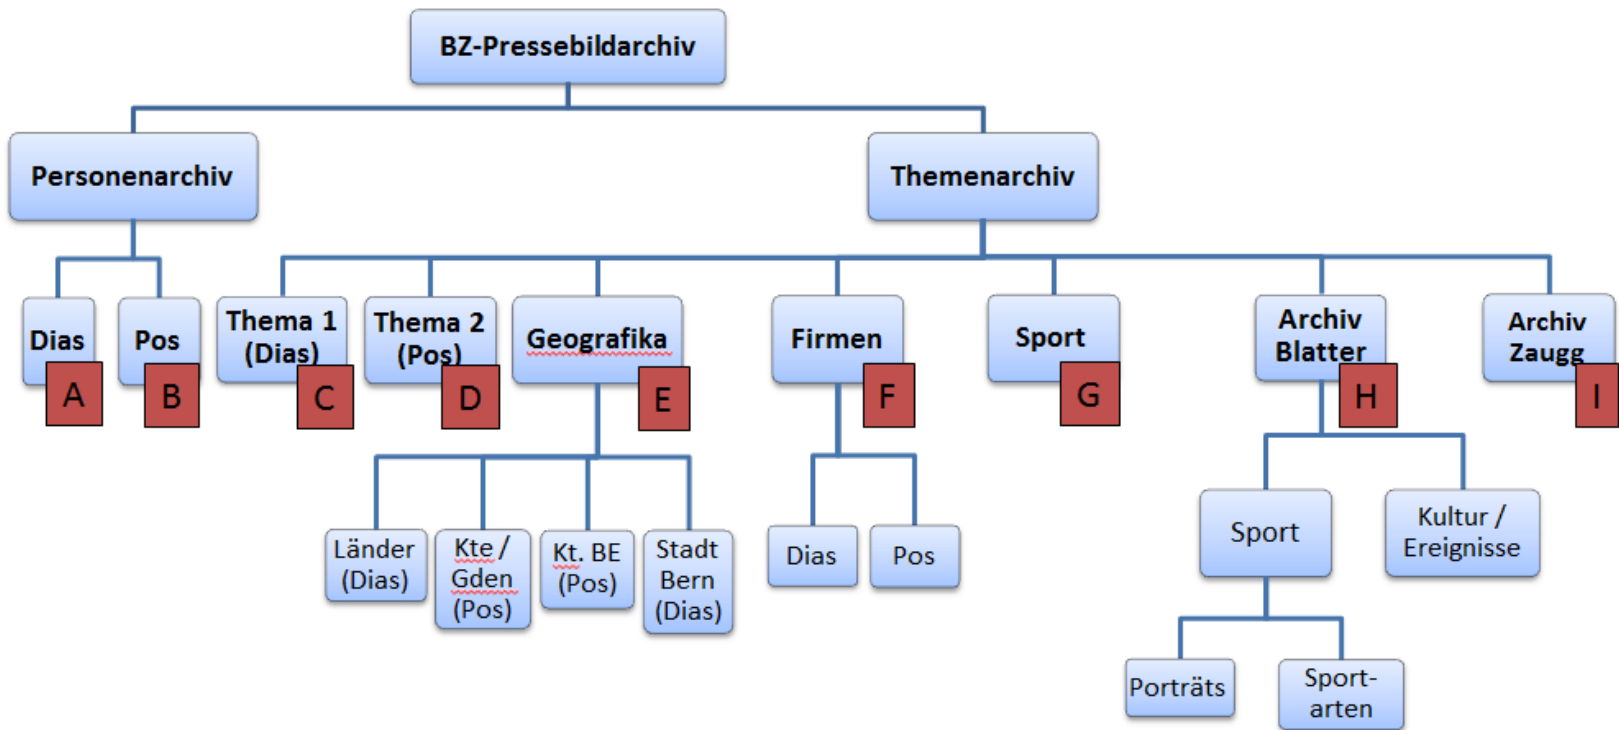 BZ-Pressebildarchiv
Personenarchiv
Themenarchiv
Dias
A
Pos
B
Thema 1
(Dias)
C
Thema 2
(Pos)
D
Geografika
E
Firmen
F
Sport
G
Archiv
Blatter
H
Archiv
Zaugg
I
Länder
(Dias)
Kte /
Gden
(Pos)
Kt. BE
(Pos)
Stadt
Bern
(Dias)
Dias
Pos
Sport
Kultur /
Ereignisse
Porträts
Sport-
arten